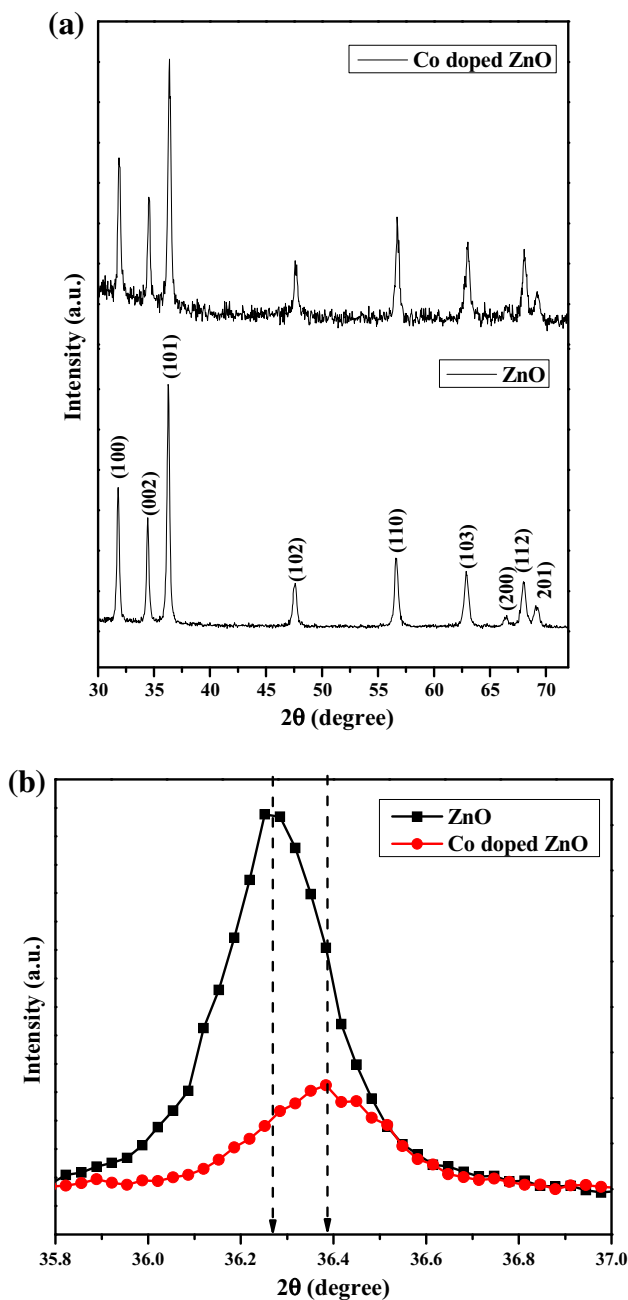 (a)
Co doped ZnO
ZnO
(100)
(002)
(101)
(102)
(110)
(103)
(200)
(112)
201)
Intensity (a.u.)
30 35 40 45 50 55 60 65 70
2θ (degree)
(b)
ZnO
Co doped ZnO
Intensity (a.u.)
35.8 36.0 36.2 36.4 36.6 36.8 37.0
2θ (degree)